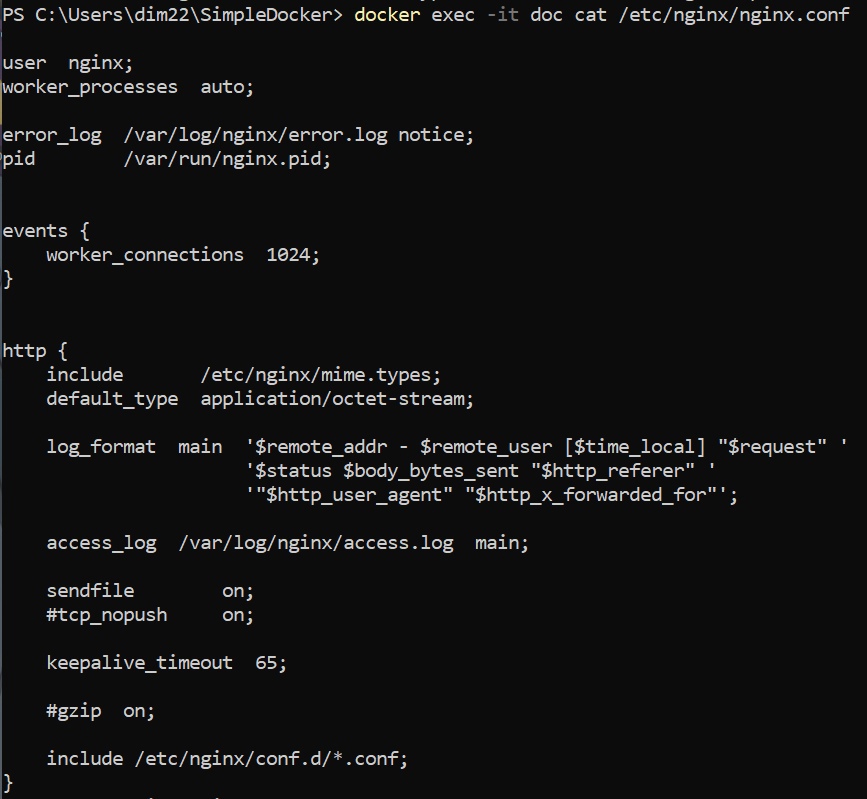 PS C:\Users\dim22\SimpleDocker> docker exec -it doc cat /etc/nginx/nginx.conf
user  nginx;
worker_processes  auto;
error_log  /var/log/nginx/error.log notice;
pid        /var/run/nginx.pid;
events {
    worker_connections  1024;
}
http {
    include       /etc/nginx/mime.types;
    default_type  application/octet-stream;
    log_format  main  '$remote_addr - $remote_user [$time_local] "$request" '
                      '$status $body_bytes_sent "$http_referer" '
                      '"$http_user_agent" "$http_x_forwarded_for"';
    access_log  /var/log/nginx/access.log  main;
    sendfile        on;
    #tcp_nopush     on;
    keepalive_timeout  65;
    #gzip  on;
    include /etc/nginx/conf.d/*.conf;
}